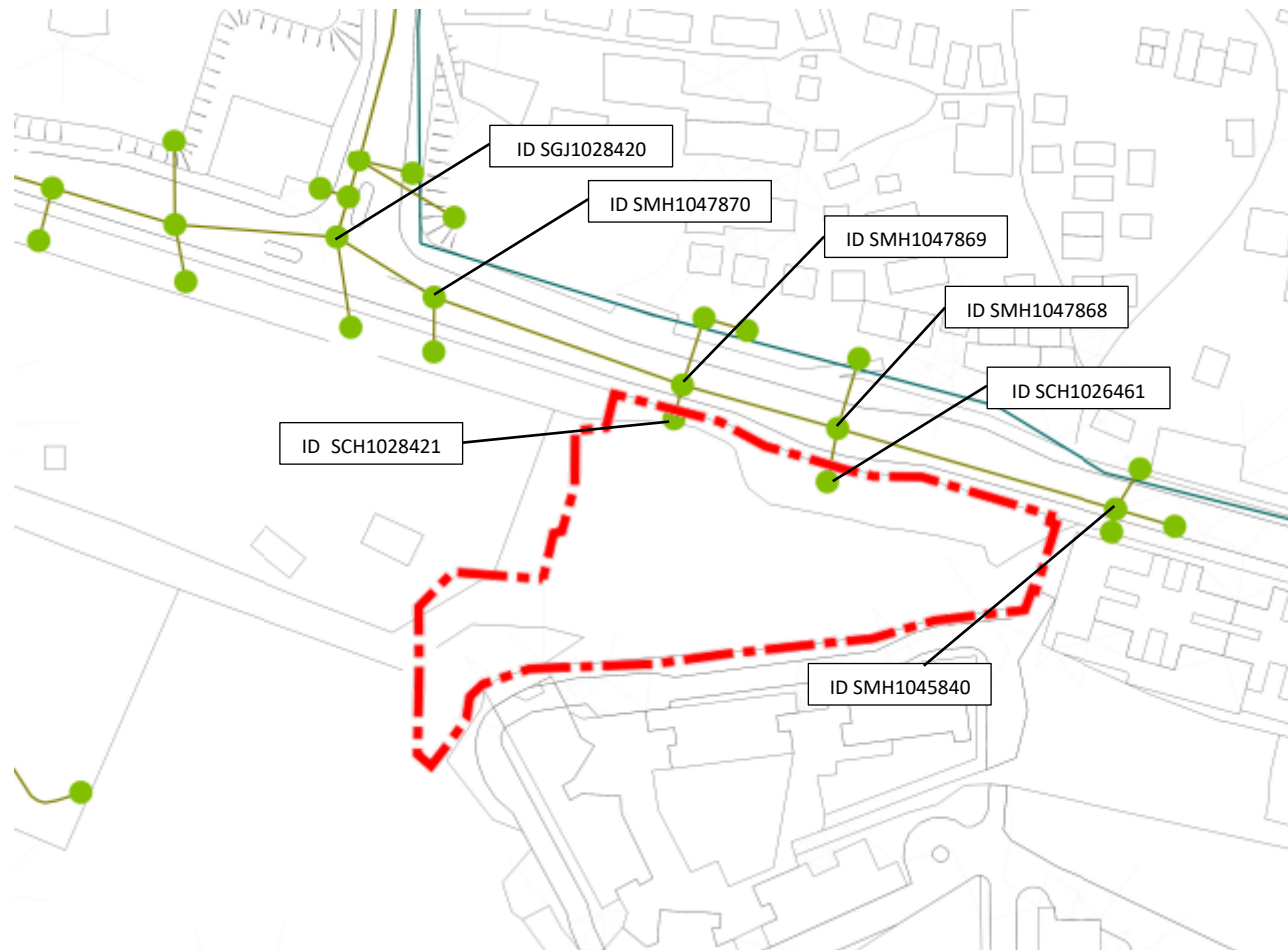 ID SGJ1028420
ID SMH1047870
ID SMH1047869
ID SMH1047868
ID SCH1026461
ID SCH1028421
ID SMH1045840